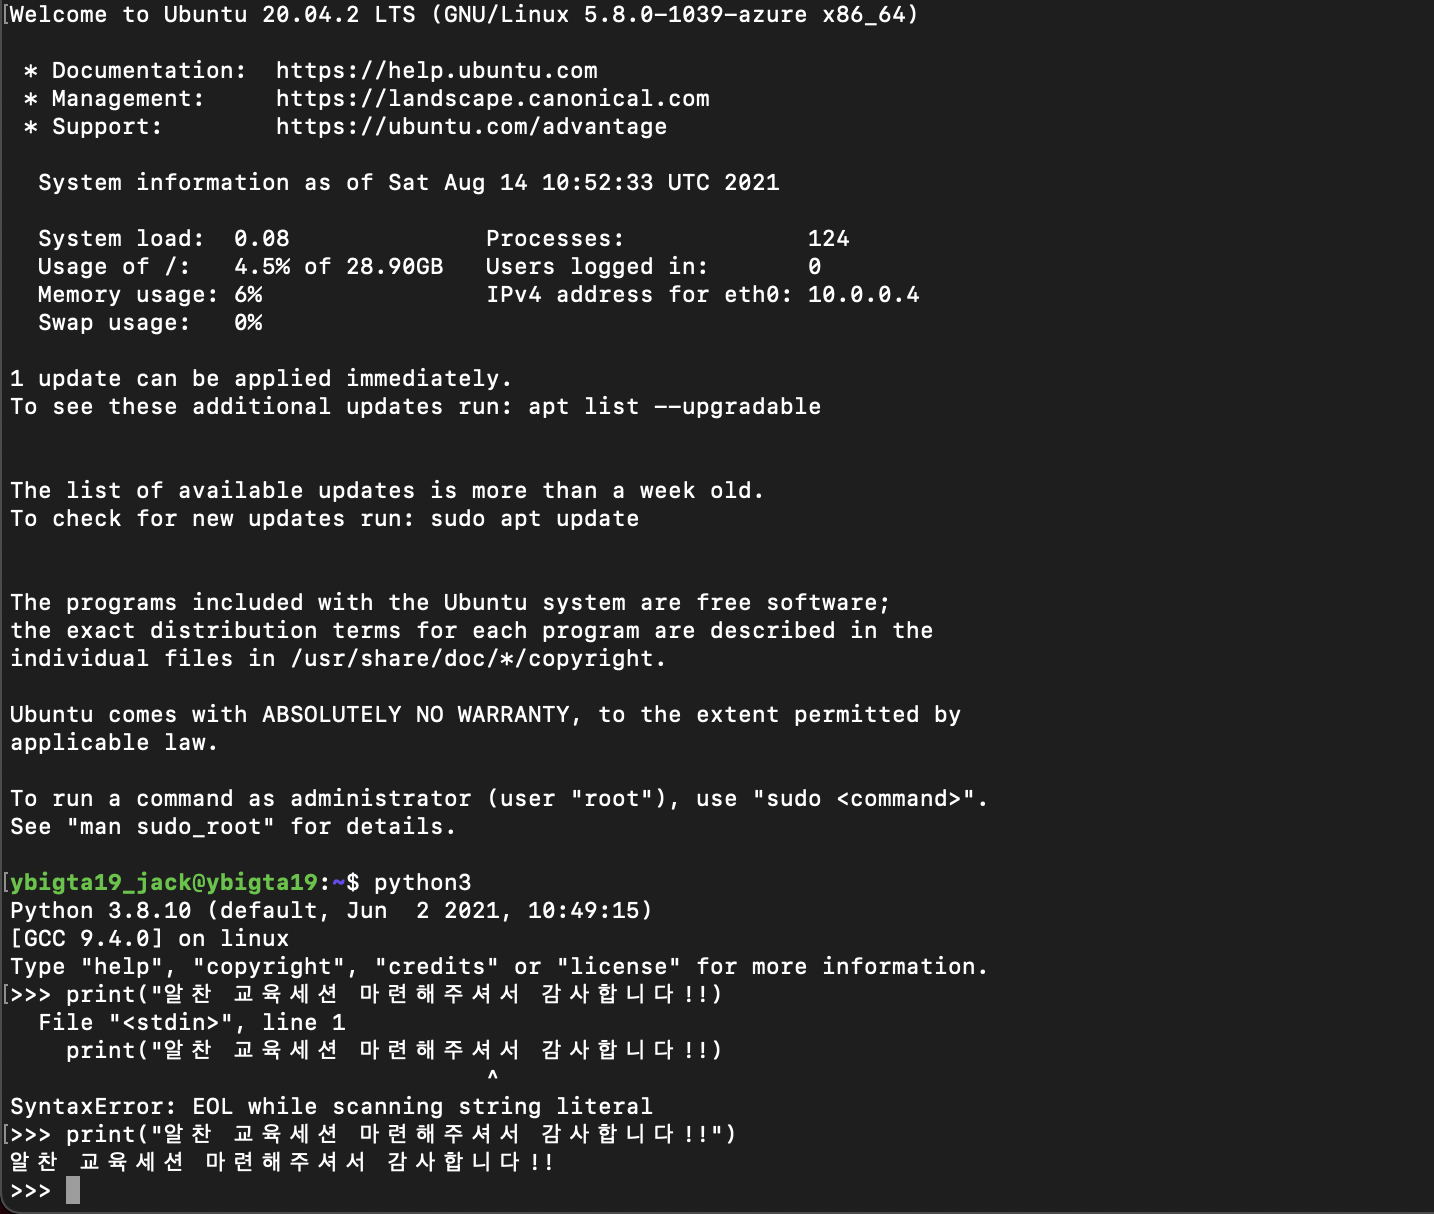 Welcome to Ubuntu 20.04.2 LTS (GNU/Linux 5.8.0-1039-azure x86_64)
* Documentation: https://help.ubuntu.com
* Management: https://landscape.canonical.com
* Support: https://ubuntu.com/advantage
System information as of Sat Aug 14 10:52:33 UTC 2021
System load: 0.08 Processes: 124
Usage of /: 4.5% of 28.90GB Users logged in: 0
Memory usage: 6% IPv4 address for eth0: 10.0.0.4
Swap usage: 0%
1 update can be applied immediately.
To see these additional updates run: apt list --upgradable
The list of available updates is more than a week old.
To check for new updates run: sudo apt update
The programs included with the Ubuntu system are free software;
the exact distribution terms for each program are described in the
individual files in /usr/share/doc/*/copyright.
Ubuntu comes with ABSOLUTELY NO WARRANTY, to the extent permitted by
applicable law.
To run a command as administrator (user "root"), use "sudo <command>".
See "man sudo_root" for details.
ybigta19_jack@ybigta19:~$ python3
Python 3.8.10 (default, Jun  2 2021, 10:49:15)
[GCC 9.4.0] on linux
Type "help", "copyright", "credits" or "license" for more information.
>>> print("알찬 교육세션 마련해주셔서 감사합니다!!)
File "<stdin>", line 1
print("알찬 교육세션 마련해주셔서 감사합니다!!)
^
SyntaxError: EOL while scanning string literal
>>> print("알찬 교육세션 마련해주셔서 감사합니다!!")
알찬 교육세션 마련해주셔서 감사합니다!!
>>>